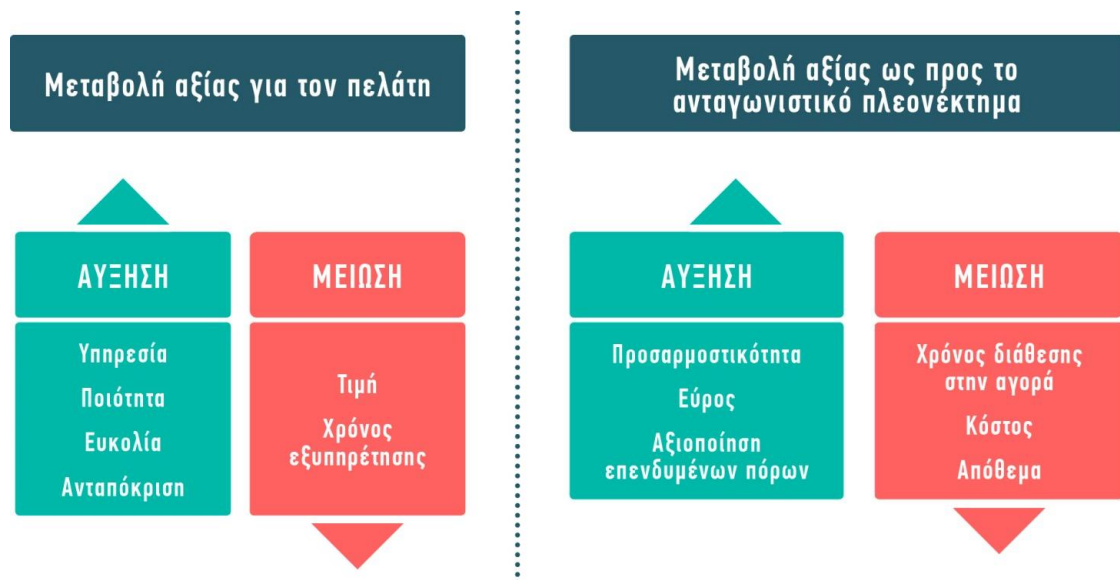 Μεταβολή αξίας για τον πελάτη
ΑΥΞΗΣΗ
Υπηρεσία
Ποιότητα
Ευκολία
Ανταπόκριση
ΜΕΙΩΣΗ
Τιμή
Χρόνος
εξυπηρέτησης
Μεταβολή αξίας ως προς το
ανταγωνιστικό πλεονέκτημα
ΑΥΞΗΣΗ
Προσαρμοστικότητα
Εύρος
Αξιοποίηση
επενδυμένων πόρων
ΜΕΙΩΣΗ
Χρόνος διάθεσης
στην αγορά
Κόστος
Απόθεμα